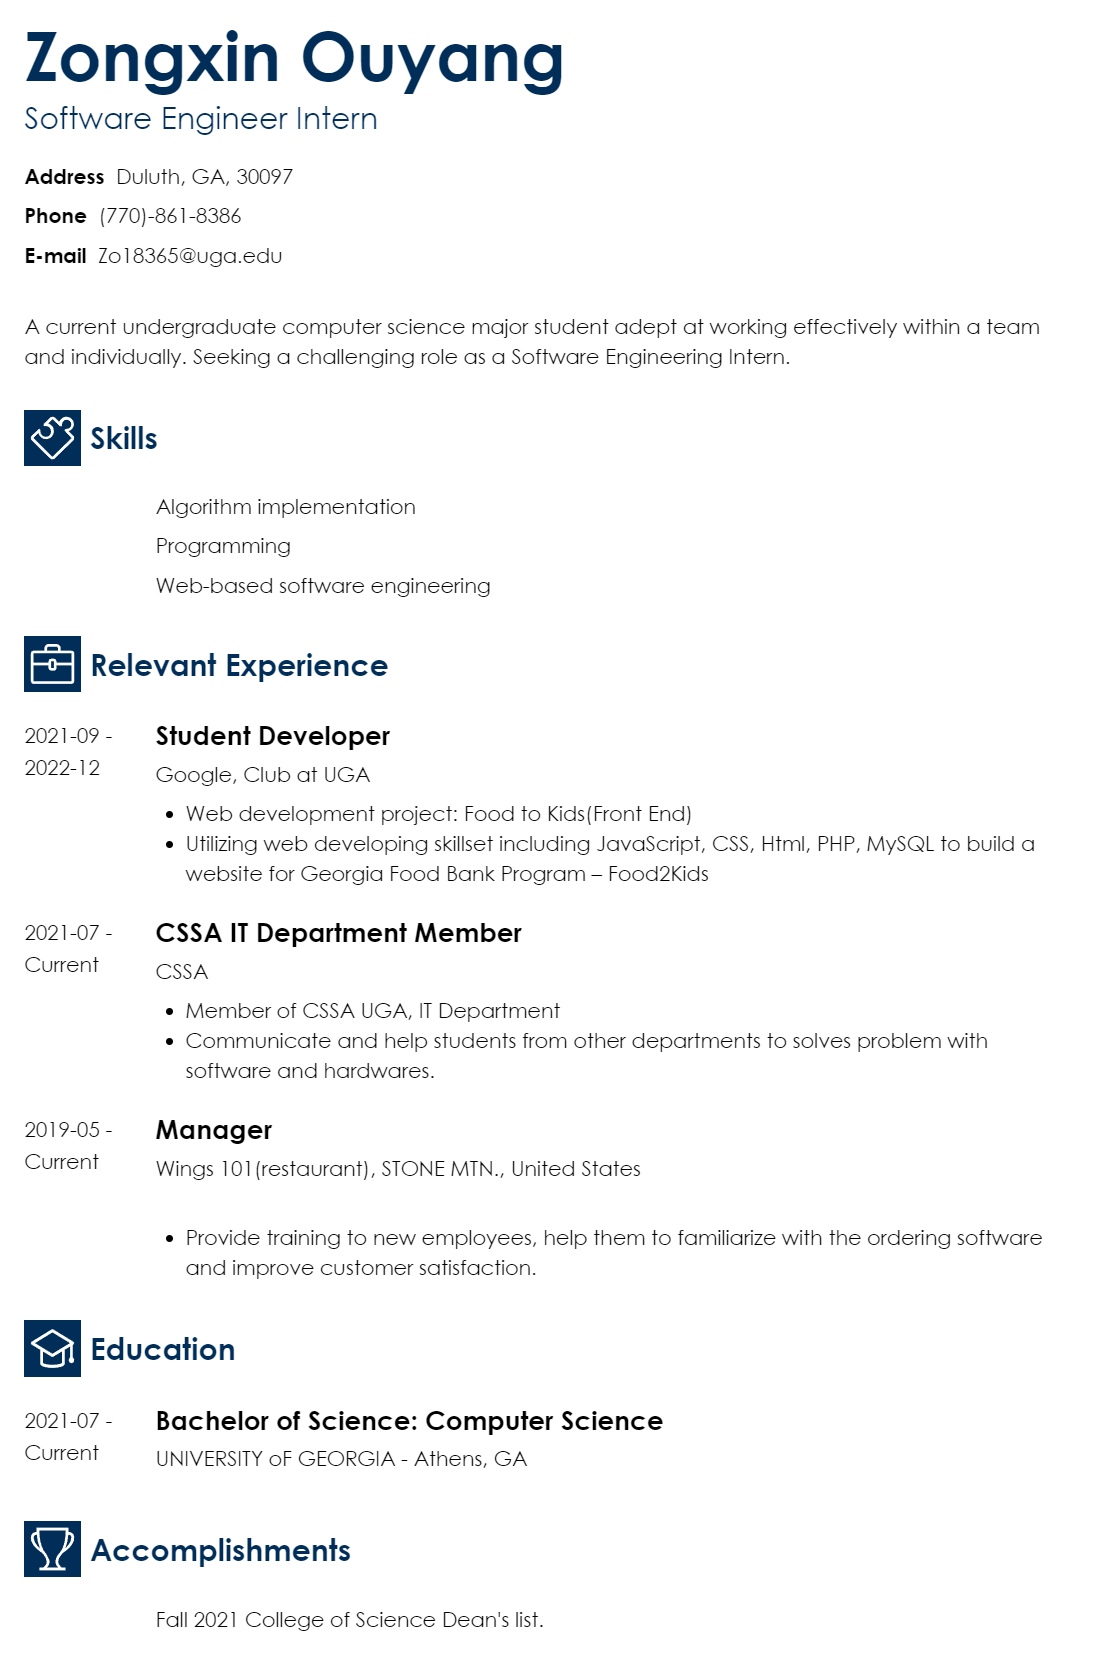 Zongxin Ouyang
Software Engineer Intern
Address Duluth, GA, 30097
Phone (770)-861-8386
E-mail Zo18365@uga.edu
A current undergraduate computer science major student adept at working effectively within a team
and individually. Seeking a challenging role as a Software Engineering Intern.
Skills
Algorithm implementation
Programming
Web-based software engineering
Relevant Experience
2021-09 -
2022-12
Student Developer
Google, Club at UGA
• Web development project: Food to Kids(Front End)
• Utilizing web developing skillset including JavaScript, CSS, Html, PHP, MySQL to build a
website for Georgia Food Bank Program – Food2Kids
2021-07 -
Current
CSSA IT Department Member
CSSA
• Member of CSSA UGA, IT Department
• Communicate and help students from other departments to solves problem with
software and hardwares.
2019-05 -
Current
Manager
Wings 101(restaurant), STONE MTN., United States
• Provide training to new employees, help them to familiarize with the ordering software
and improve customer satisfaction.
Education
2021-07 -
Current
Bachelor of Science: Computer Science
UNIVERSITY oF GEORGIA - Athens, GA
Accomplishments
Fall 2021 College of Science Dean's list.